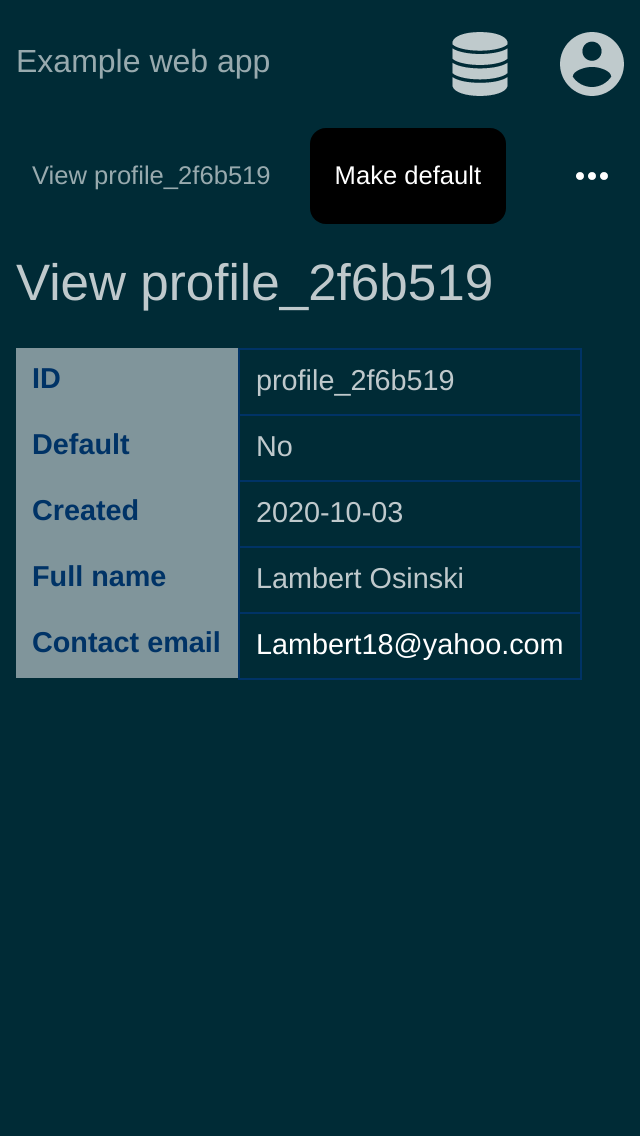 Example web app
View profile_2f6b519 Make default
View profile_2f6b519
ID profile_2f6b519
Default No
Created 2020-10-03
Full name Lambert Osinski
Contact email Lambert18@yahoo.com